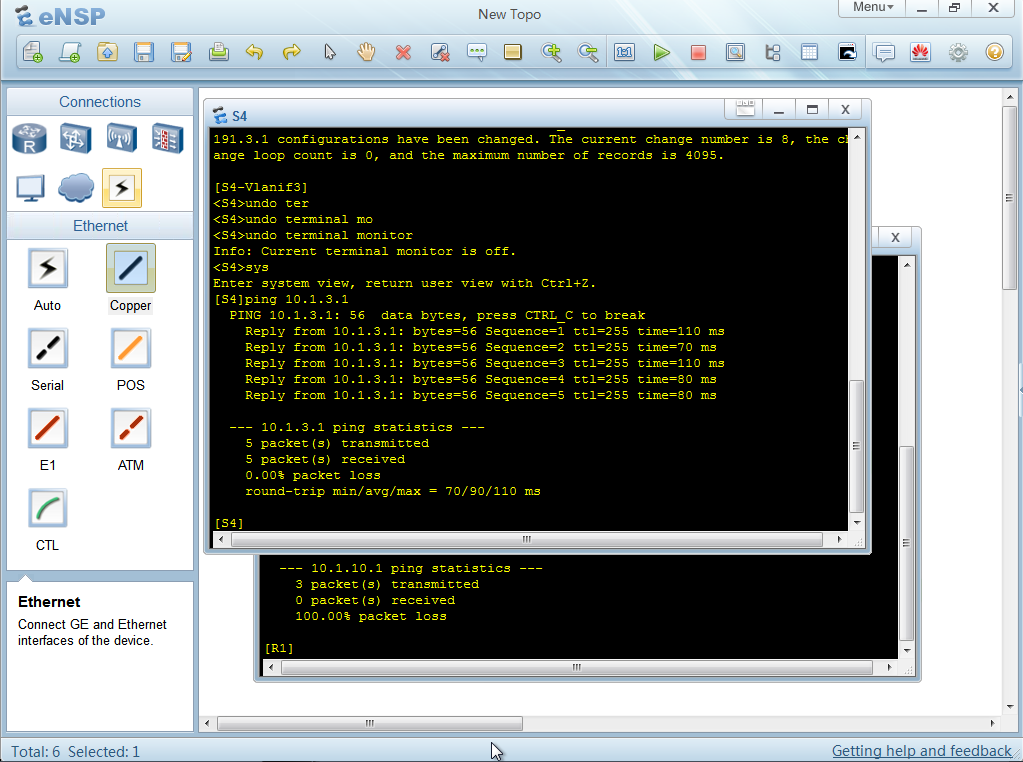 eNSP
New Topo
Menu
1:1
Connections
R
Ethernet
Auto
Copper
Serial
POS
E1
ATM
CTL
Ethernet
Connect GE and Ethernet
interfaces of the device.
S4
X
191.3.1 configurations have been changed. The current change number is 8, the ch
ange loop count is 0, and the maximum number of records is 4095.
[S4-Vlanif3]
<S4>undo ter
<S4>undo terminal mo
<S4>undo terminal monitor
Info: Current terminal monitor is off.
<S4>sys
Enter system view, return user view with Ctrl+Z.
[S4]ping 10.1.3.1
PING 10.1.3.1: 56  data bytes, press CTRL_C to break
Reply from 10.1.3.1: bytes=56 Sequence=1 ttl=255 time=110 ms
Reply from 10.1.3.1: bytes=56 Sequence=2 ttl=255 time=70 ms
Reply from 10.1.3.1: bytes=56 Sequence=3 ttl=255 time=110 ms
Reply from 10.1.3.1: bytes=56 Sequence=4 ttl=255 time=80 ms
Reply from 10.1.3.1: bytes=56 Sequence=5 ttl=255 time=80 ms
--- 10.1.3.1 ping statistics ---
5 packet(s) transmitted
5 packet(s) received
0.00% packet loss
round-trip min/avg/max = 70/90/110 ms
[S4]
X
--- 10.1.10.1 ping statistics ---
3 packet(s) transmitted
0 packet(s) received
100.00% packet loss
[R1]
Total: 6 Selected: 1
Getting help and feedback